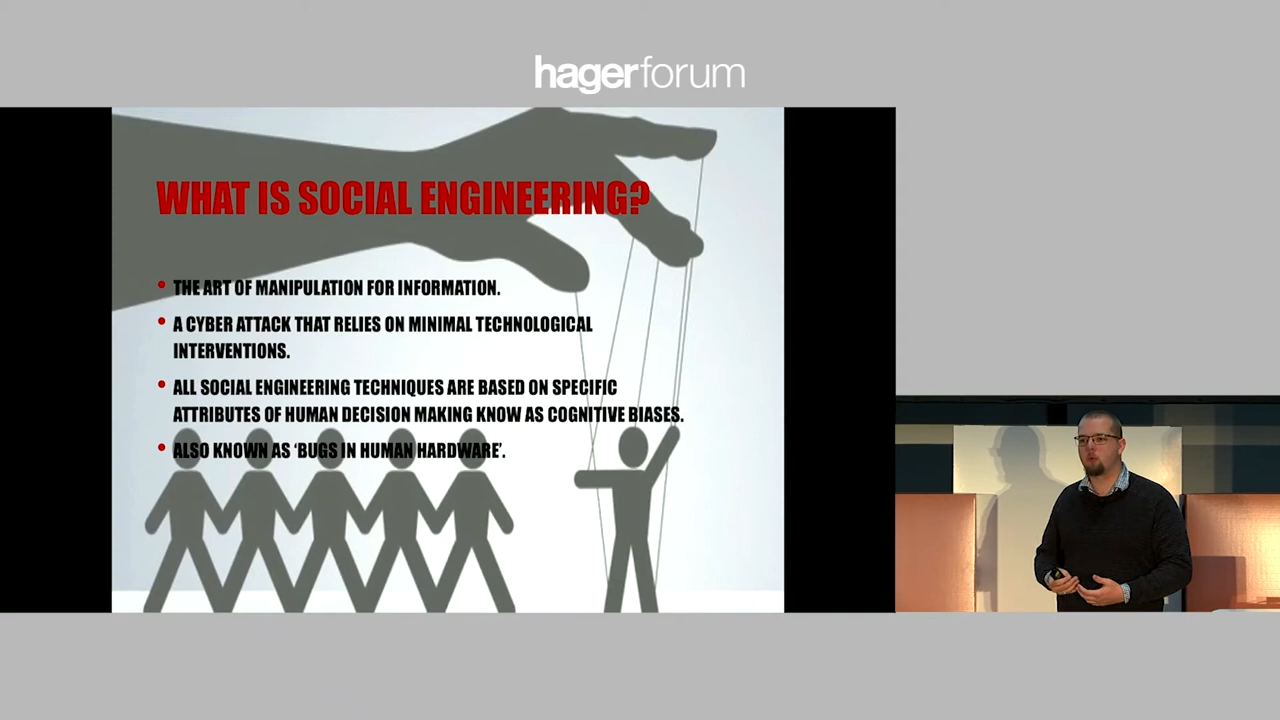 hagerforum
WHAT IS SOCIAL ENGINEERING?
• THE ART OF MANIPULATION FOR INFORMATION.
• A CYBER ATTACK THAT RELIES ON MINIMAL TECHNOLOGICAL
INTERVENTIONS.
• ALL SOCIAL ENGINEERING TECHNIQUES ARE BASED ON SPECIFIC
ATTRIBUTES OF HUMAN DECISION MAKING KNOW AS COGNITIVE BIASES.
• ALSO KNOWN AS ‘BUGS IN HUMAN HARDWARE’.